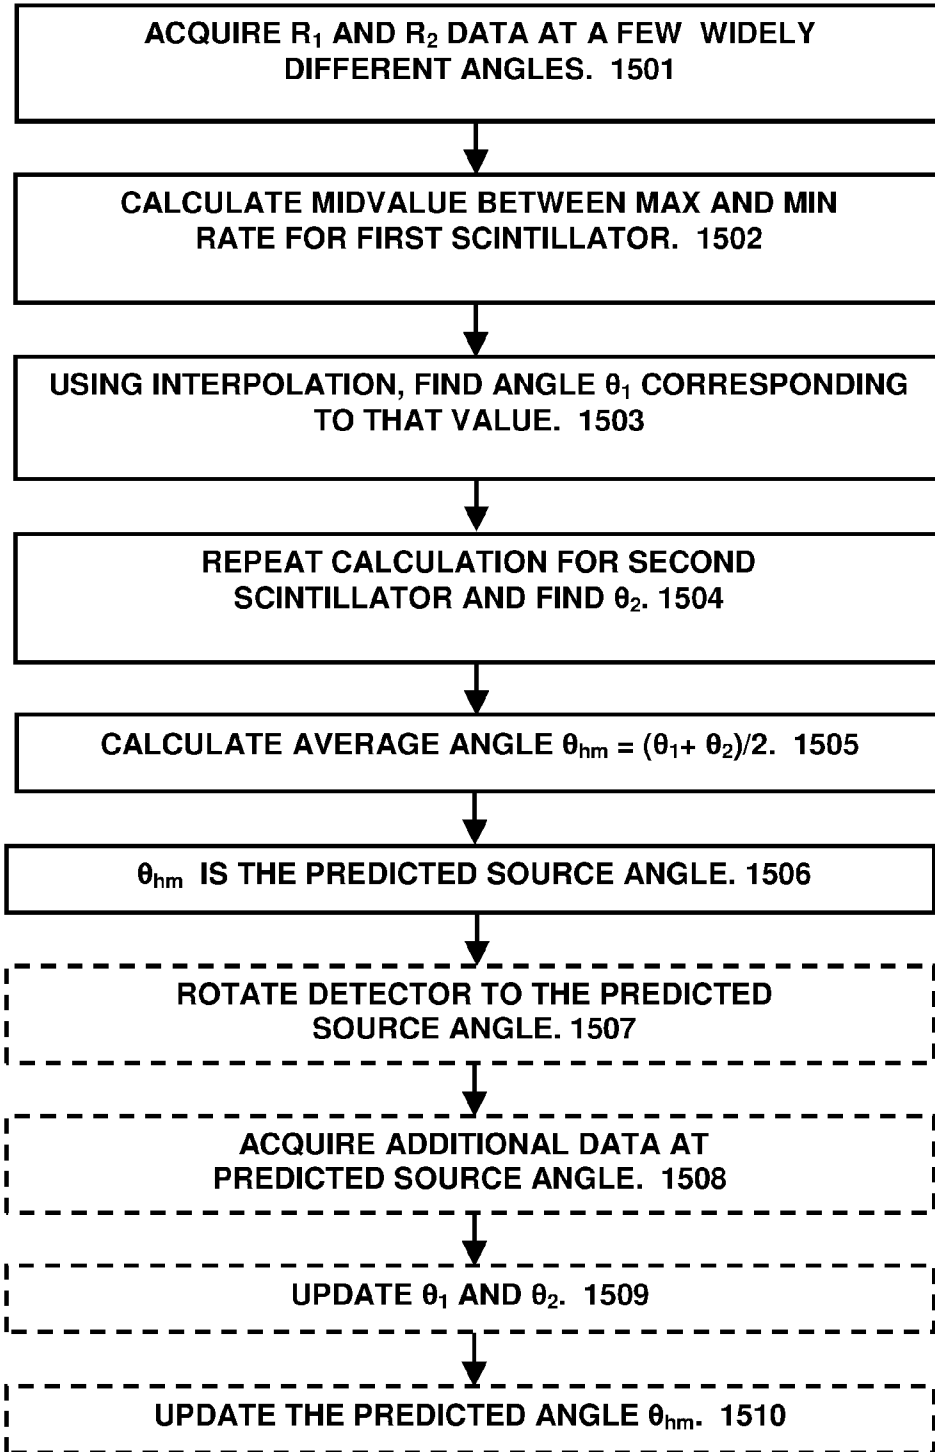 ACQUIRE R₁ AND R₂ DATA AT A FEW WIDELY
DIFFERENT ANGLES. 1501
CALCULATE MIDVALUE BETWEEN MAX AND MIN
RATE FOR FIRST SCINTILLATOR. 1502
USING INTERPOLATION, FIND ANGLE θ₁ CORRESPONDING
TO THAT VALUE. 1503
REPEAT CALCULATION FOR SECOND
SCINTILLATOR AND FIND θ₂. 1504
CALCULATE AVERAGE ANGLE θₕₘ = (θ₁+ θ₂)/2. 1505
θₕₘ IS THE PREDICTED SOURCE ANGLE. 1506
ROTATE DETECTOR TO THE PREDICTED
SOURCE ANGLE. 1507
ACQUIRE ADDITIONAL DATA AT
PREDICTED SOURCE ANGLE. 1508
UPDATE θ₁ AND θ₂. 1509
UPDATE THE PREDICTED ANGLE θₕₘ. 1510